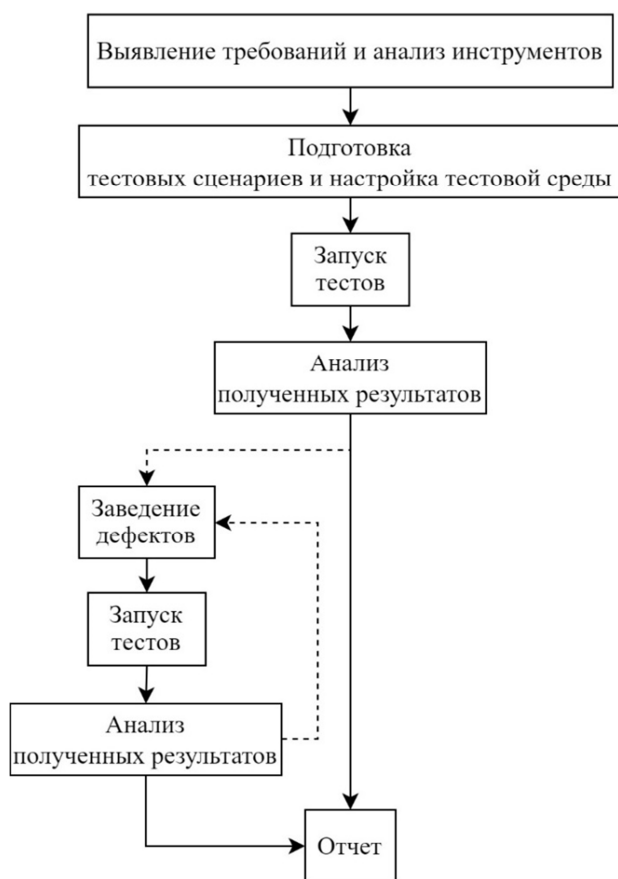 Выявление требований и анализ инструментов
Подготовка
тестовых сценариев и настройка тестовой среды
Запуск
тестов
Анализ
полученных результатов
Заведение
дефектов
Запуск
тестов
Анализ
полученных результатов
Отчет